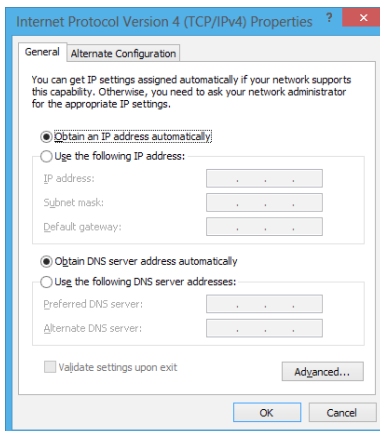 Internet Protocol Version 4 (TCP/IPv4) Properties ? ×
General Alternate Configuration
You can get IP settings assigned automatically if your network supports
this capability. Otherwise, you need to ask your network administrator
for the appropriate IP settings.
Obtain an IP address automatically
Use the following IP address:
IP address: . . .
Subnet mask: . . .
Default gateway: . . .
Obtain DNS server address automatically
Use the following DNS server addresses:
Preferred DNS server: . . .
Alternate DNS server: . . .
Validate settings upon exit
Advanced...
OK Cancel